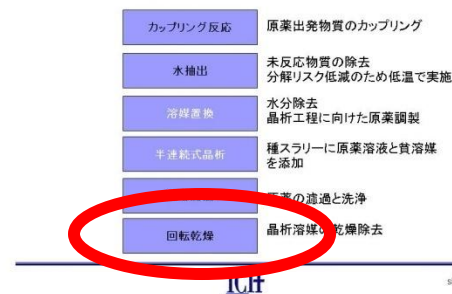 カップリング反応
原薬出発物質のカップリング
水抽出
未反応物質の除去
分解リスク低減のため低温で実施
溶媒置換
水分除去
晶析工程に向けた原薬調製
半連続式晶析
種スラリーに原薬溶液と貧溶媒
を添加
の濾過と洗浄
回転乾燥
晶析溶媒の乾燥除去
ICH